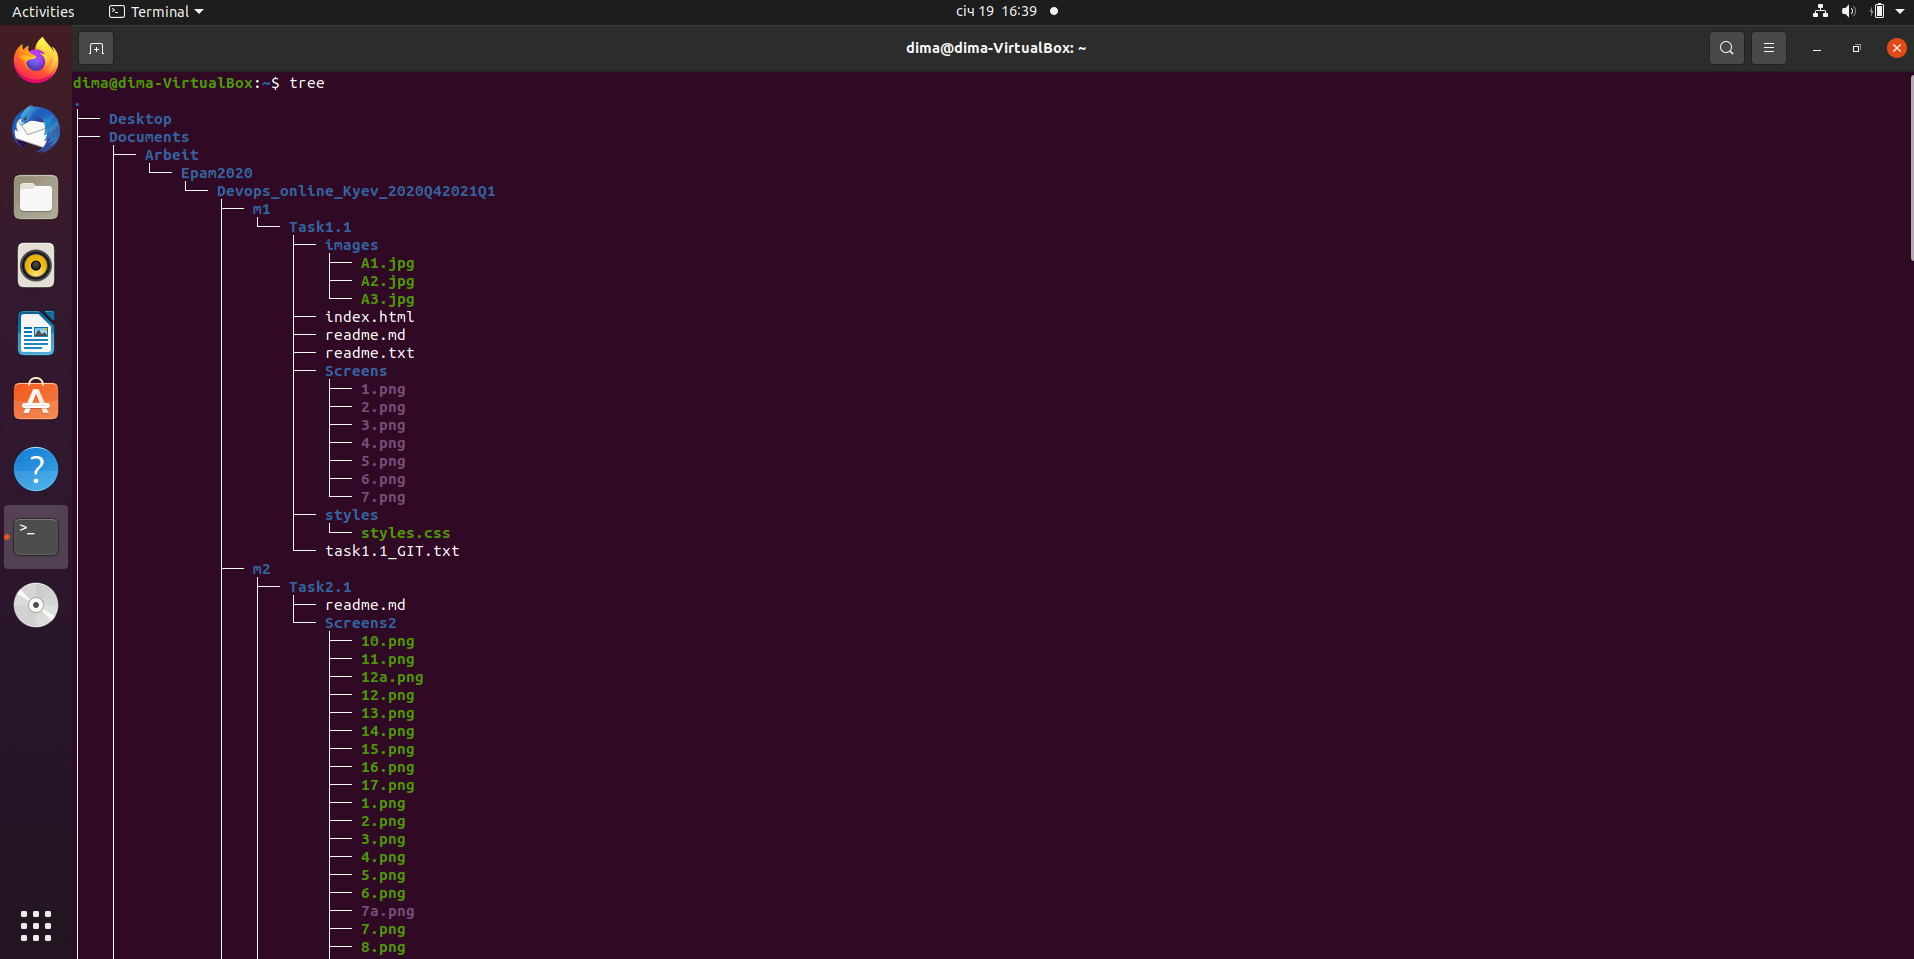 Activities Terminal січ 19 16:39
dima@dima-VirtualBox: ~
dima@dima-VirtualBox:~$ tree
.
├── Desktop
├── Documents
│   ├── Arbeit
│   │   └── Epam2020
│   │       └── Devops_online_Kyev_2020Q42021Q1
│   │           ├── m1
│   │           │   └── Task1.1
│   │           │       ├── images
│   │           │       │   ├── A1.jpg
│   │           │       │   ├── A2.jpg
│   │           │       │   └── A3.jpg
│   │           │       ├── index.html
│   │           │       ├── readme.md
│   │           │       ├── readme.txt
│   │           │       ├── Screens
│   │           │       │   ├── 1.png
│   │           │       │   ├── 2.png
│   │           │       │   ├── 3.png
│   │           │       │   ├── 4.png
│   │           │       │   ├── 5.png
│   │           │       │   ├── 6.png
│   │           │       │   └── 7.png
│   │           │       ├── styles
│   │           │       │   └── styles.css
│   │           │       └── task1.1_GIT.txt
│   │           ├── m2
│   │           │   ├── Task2.1
│   │           │   │   ├── readme.md
│   │           │   │   └── Screens2
│   │           │   │       ├── 10.png
│   │           │   │       ├── 11.png
│   │           │   │       ├── 12a.png
│   │           │   │       ├── 12.png
│   │           │   │       ├── 13.png
│   │           │   │       ├── 14.png
│   │           │   │       ├── 15.png
│   │           │   │       ├── 16.png
│   │           │   │       ├── 17.png
│   │           │   │       ├── 1.png
│   │           │   │       ├── 2.png
│   │           │   │       ├── 3.png
│   │           │   │       ├── 4.png
│   │           │   │       ├── 5.png
│   │           │   │       ├── 6.png
│   │           │   │       ├── 7a.png
│   │           │   │       ├── 7.png
│   │           │   │       ├── 8.png